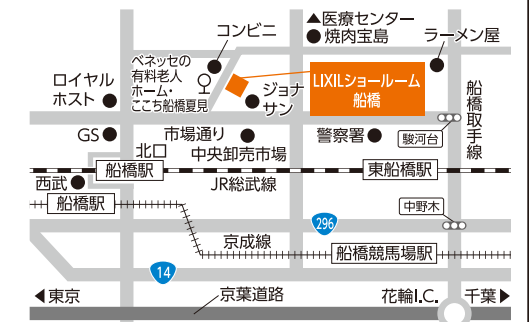 コンビニ
▲医療センター
焼肉宝島
ラーメン屋
ベネッセの
有料老人
ホーム・
ここち船橋夏見
LIXILショールーム
船橋
ロイヤル
ホスト
ジョナ
サン
船橋取手線
GS
市場通り
中央卸売市場
警察署
駿河台
北口
船橋駅
東船橋駅
西武
JR総武線
船橋駅
中野木
296
京成線
船橋競馬場駅
14
◀東京
京葉道路
花輪I.C.
千葉▶